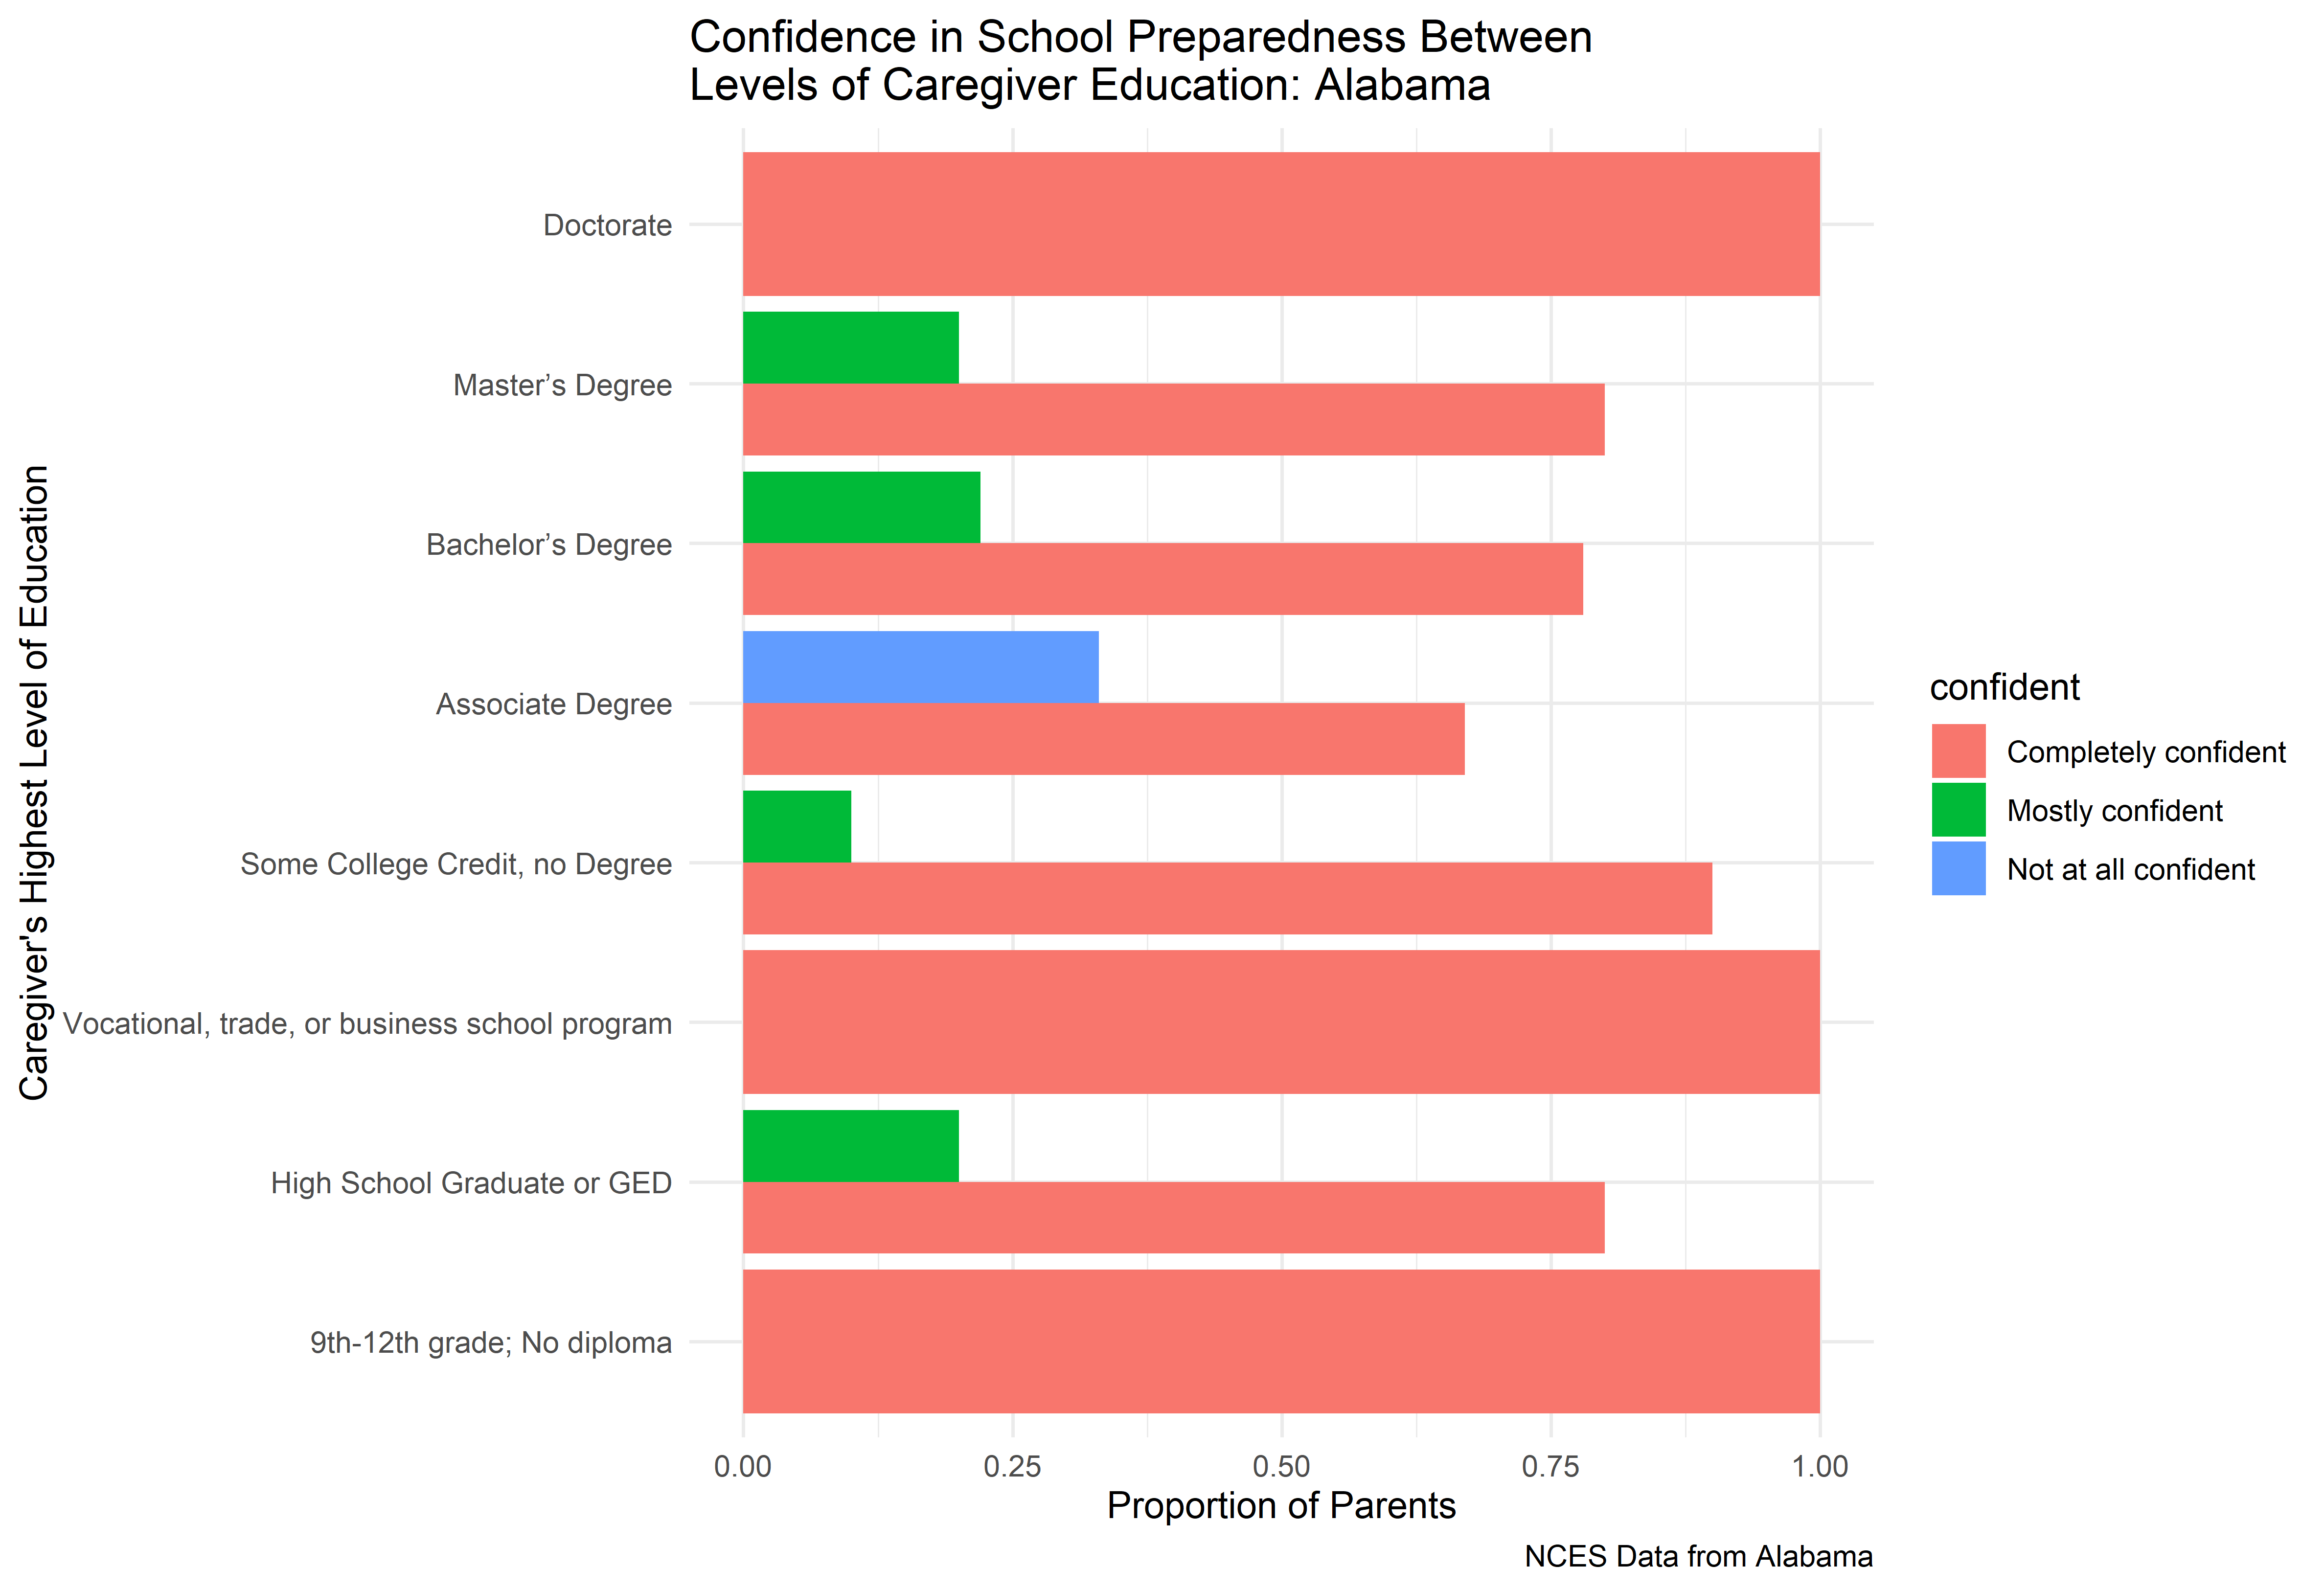 Confidence in School Preparedness Between
Levels of Caregiver Education: Alabama
Caregiver's Highest Level of Education
Doctorate
Master’s Degree
Bachelor’s Degree
Associate Degree
Some College Credit, no Degree
Vocational, trade, or business school program
High School Graduate or GED
9th-12th grade; No diploma
0.00 0.25 0.50 0.75 1.00
Proportion of Parents
confident
Completely confident
Mostly confident
Not at all confident
NCES Data from Alabama